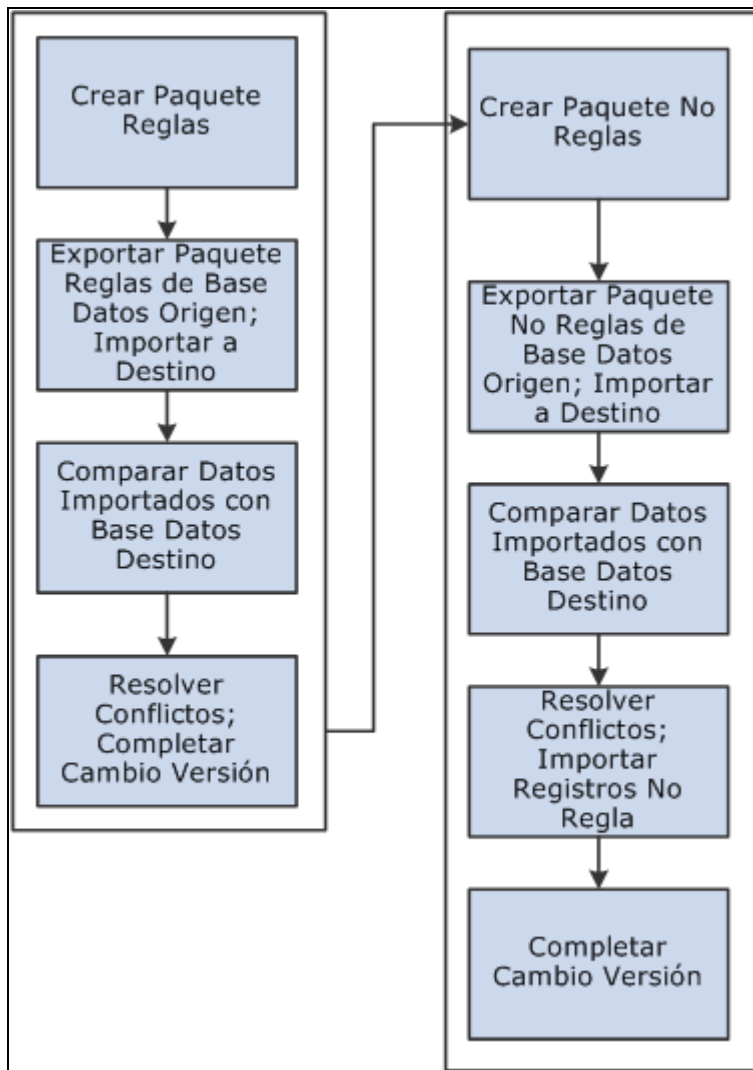 Crear Paquete
Reglas
Exportar Paquete
Reglas de Base
Datos Origen;
Importar a
Destino
Comparar Datos
Importados con
Base Datos
Destino
Resolver
Conflictos;
Completar
Cambio Versión
Crear Paquete No
Reglas
Exportar Paquete
No Reglas de
Base Datos
Origen; Importar
a Destino
Comparar Datos
Importados con
Base Datos
Destino
Resolver
Conflictos;
Importar
Registros No
Regla
Completar
Cambio Versión